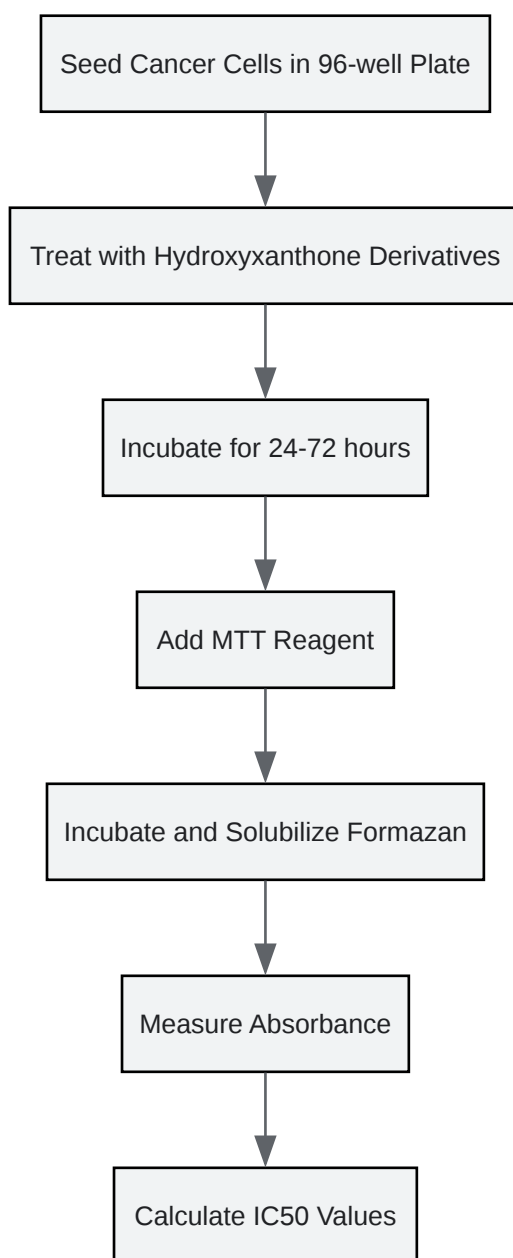 Seed Cancer Cells in 96-well Plate
Treat with Hydroxyxanthone Derivatives
Incubate for 24-72 hours
Add MTT Reagent
Incubate and Solubilize Formazan
Measure Absorbance
Calculate IC50 Values